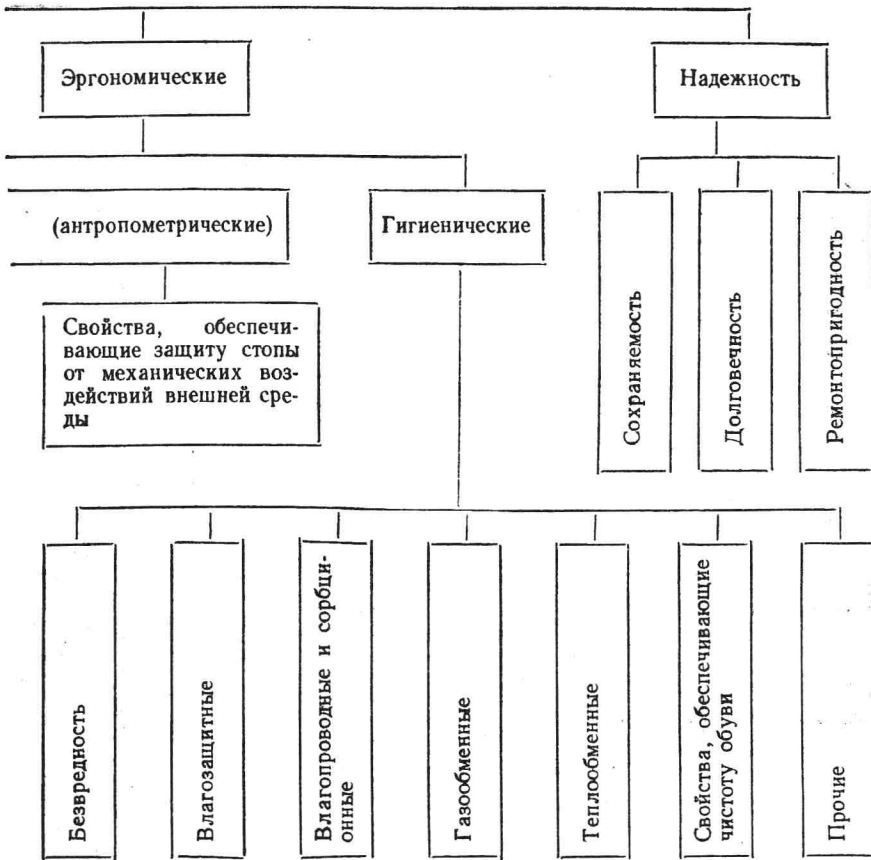 Эргономические
Надежность
(антропометрические)
Гигиенические
Свойства, обеспечи-
вающие защиту стопы
от механических воз-
действий внешней сре-
ды
Сохраняемость
Долговечность
Ремонтопригодность
Безвредность
Влагозащитные
Влагопроводные и сорбци-
онные
Газообменные
Теплообменные
Свойства, обеспечивающие
чистоту обуви
Прочие